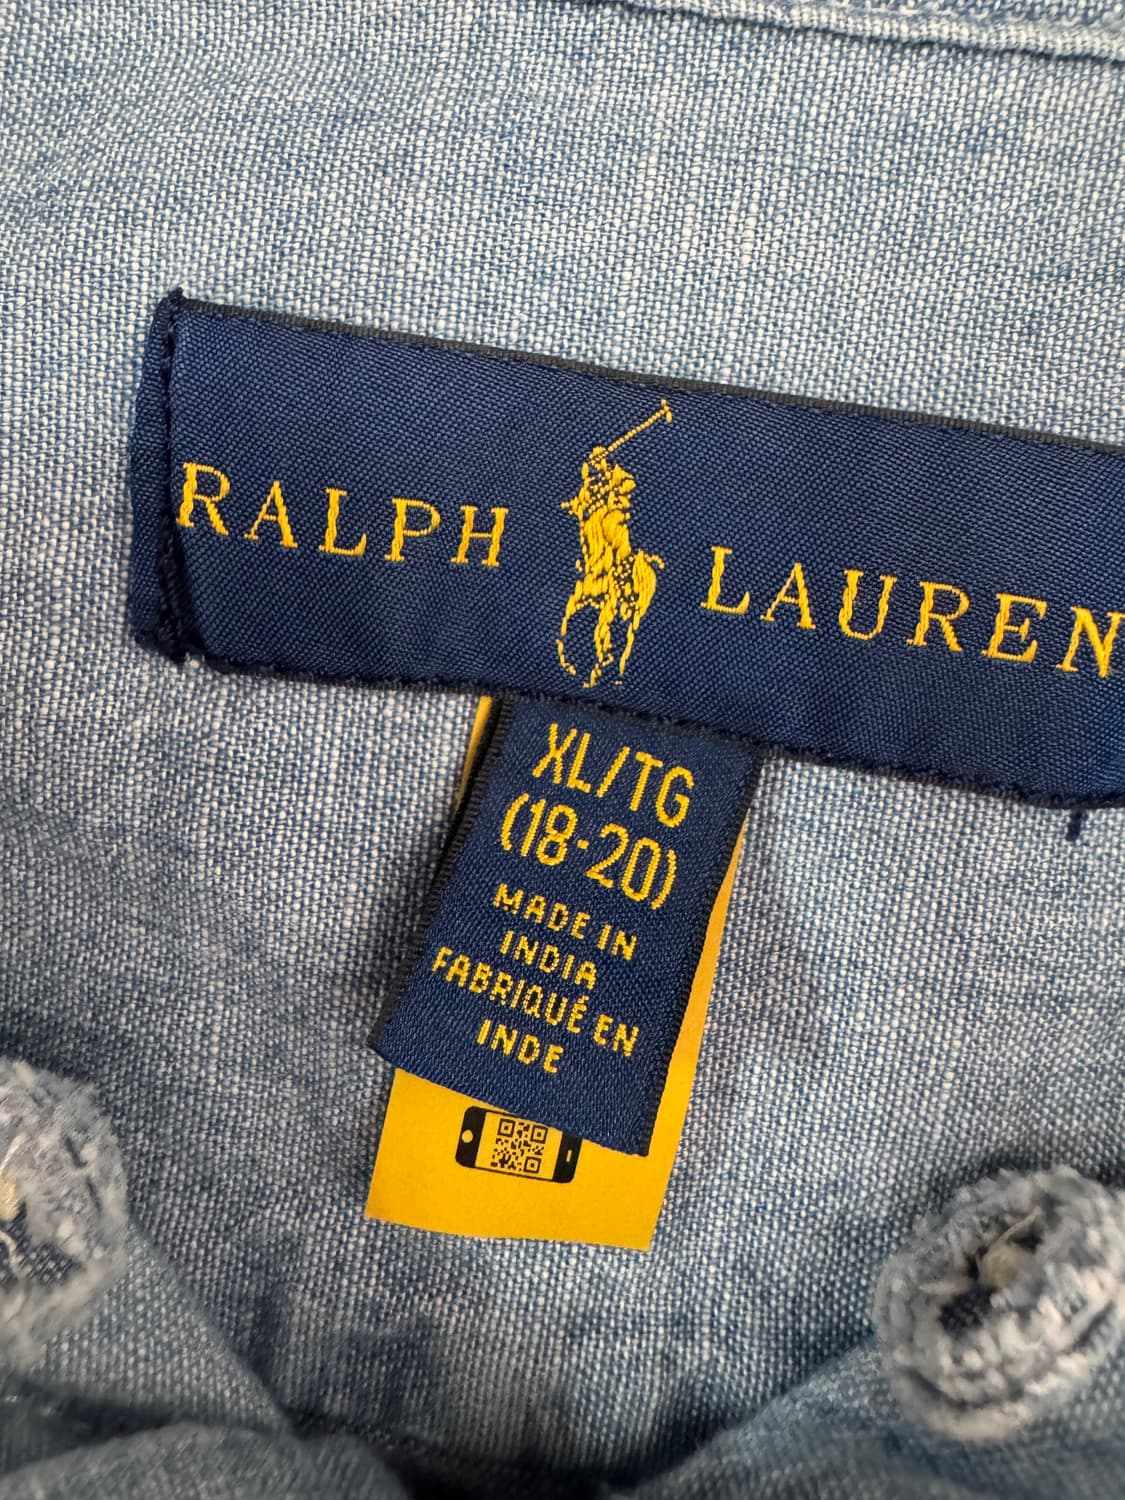 RALPH LAUREN
XL/TG
(18-20)
MADE IN
INDIA
FABRIQUÉ EN
INDE